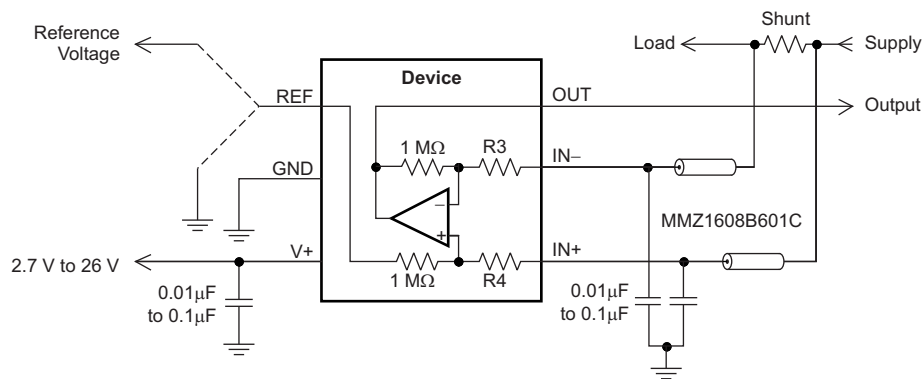 Reference
Voltage
Shunt
Load
Supply
Device
REF
OUT
Output
1 MΩ
R3
IN−
GND
−
+
MMZ1608B601C
V+
IN+
2.7 V to 26 V
1 MΩ
R4
0.01μF
to 0.1μF
0.01μF
to 0.1μF